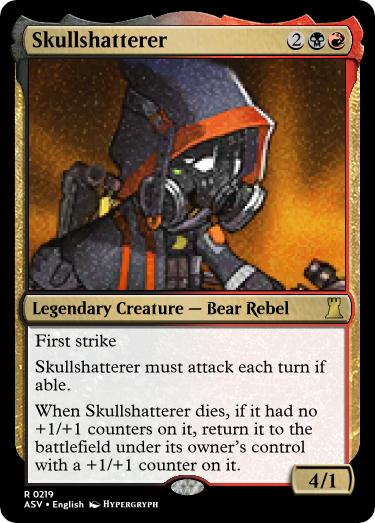 Skullshatterer 2
Legendary Creature — Bear Rebel
First strike
Skullshatterer must attack each turn if
able.
When Skullshatterer dies, if it had no
+1/+1 counters on it, return it to the
battlefield under its owner's control
with a +1/+1 counter on it.
4/1
R 0219
ASV • English HYPERGRYPH